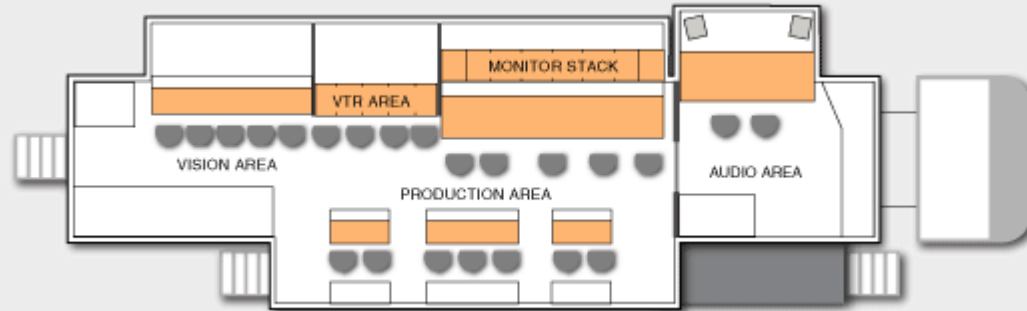 MONITOR STACK
VTR AREA
VISION AREA
AUDIO AREA
PRODUCTION AREA